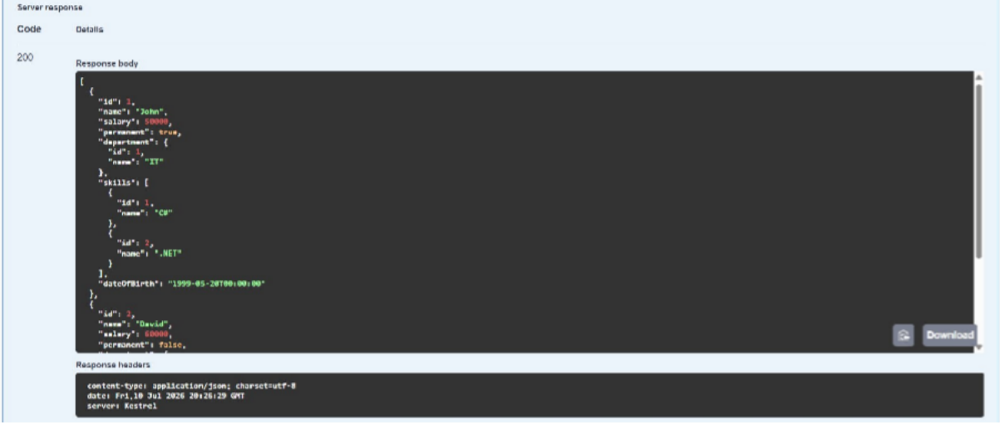 Server response
Code Details
200
Response body
[
{
"id": 1,
"name": "John",
"salary": 50000,
"permanent": true,
"department": {
"id": 1,
"name": "IT"
},
"skills": [
{
"id": 1,
"name": "C#"
},
{
"id": 2,
"name": ".NET"
}
],
"dateOfBirth": "1999-05-20T00:00:00"
},
{
"id": 2,
"name": "David",
"salary": 60000,
"permanent": false,
Download
Response headers
content-type: application/json; charset=utf-8
date: Fri,10 Jul 2026 20:26:29 GMT
server: Kestrel